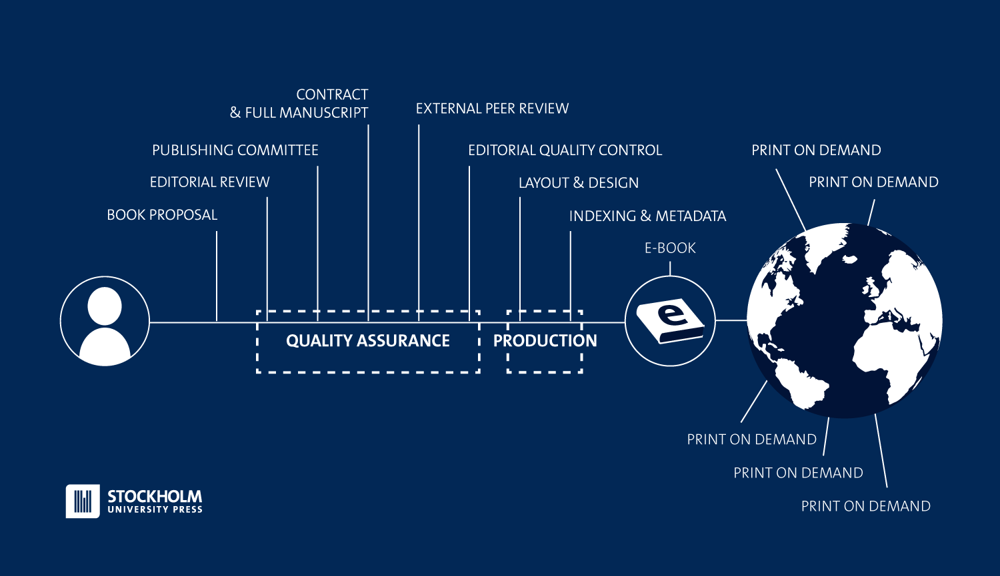 CONTRACT
& FULL MANUSCRIPT
EXTERNAL PEER REVIEW
PUBLISHING COMMITTEE
EDITORIAL QUALITY CONTROL
PRINT ON DEMAND
EDITORIAL REVIEW
LAYOUT & DESIGN
PRINT ON DEMAND
BOOK PROPOSAL
INDEXING & METADATA
E-BOOK
e
QUALITY ASSURANCE
PRODUCTION
PRINT ON DEMAND
PRINT ON DEMAND
PRINT ON DEMAND
STOCKHOLM
UNIVERSITY PRESS